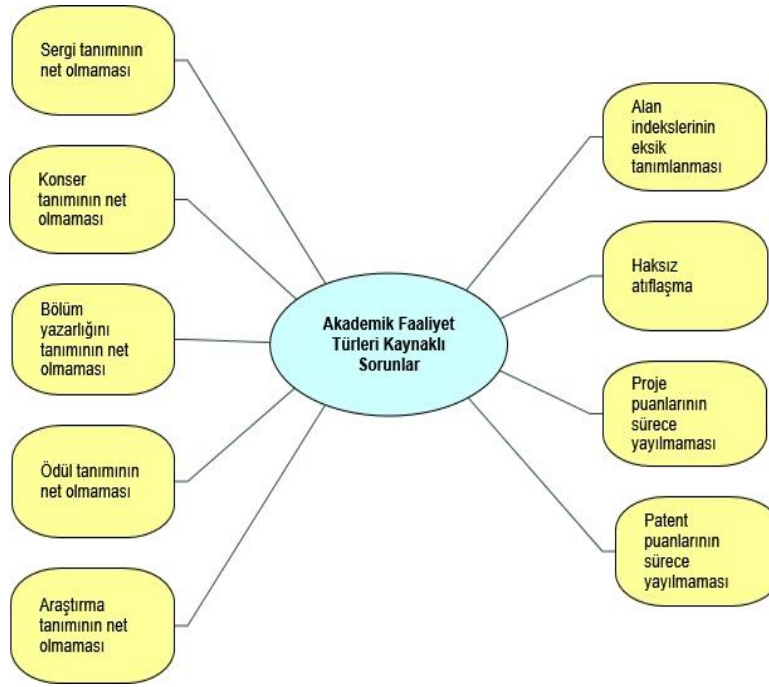 Sergi tanımının
net olmaması
Konser
tanımının net
olmaması
Bölüm
yazarlığını
tanımının net
olmaması
Ödül tanımının
net olmaması
Araştırma
tanımının net
olmaması
Akademik Faaliyet
Türleri Kaynaklı
Sorunlar
Alan
indekslerinin
eksik
tanımlanması
Haksız
atıflaşma
Proje
puanlarının
sürece
yayılmaması
Patent
puanlarının
sürece
yayılmaması